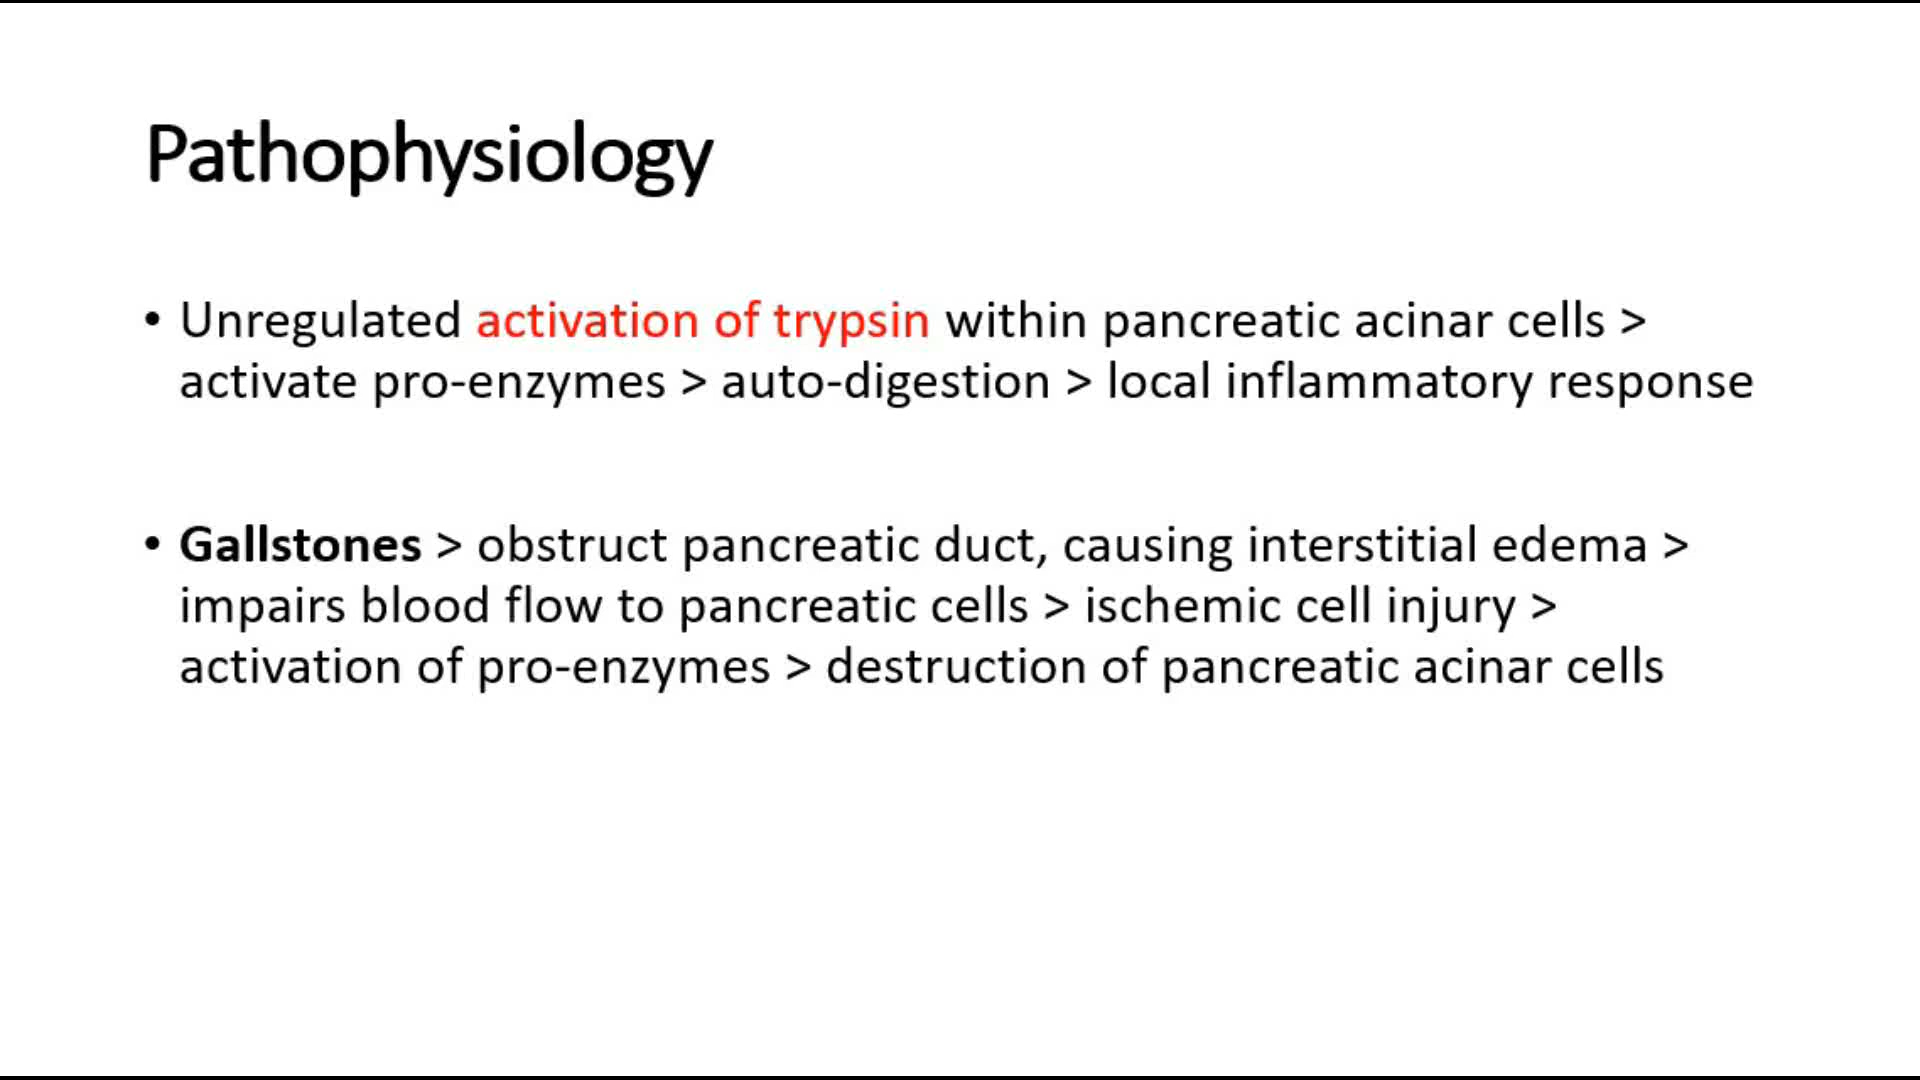 Pathophysiology
• Unregulated activation of trypsin within pancreatic acinar cells >
activate pro-enzymes > auto-digestion > local inflammatory response
• Gallstones > obstruct pancreatic duct, causing interstitial edema >
impairs blood flow to pancreatic cells > ischemic cell injury >
activation of pro-enzymes > destruction of pancreatic acinar cells